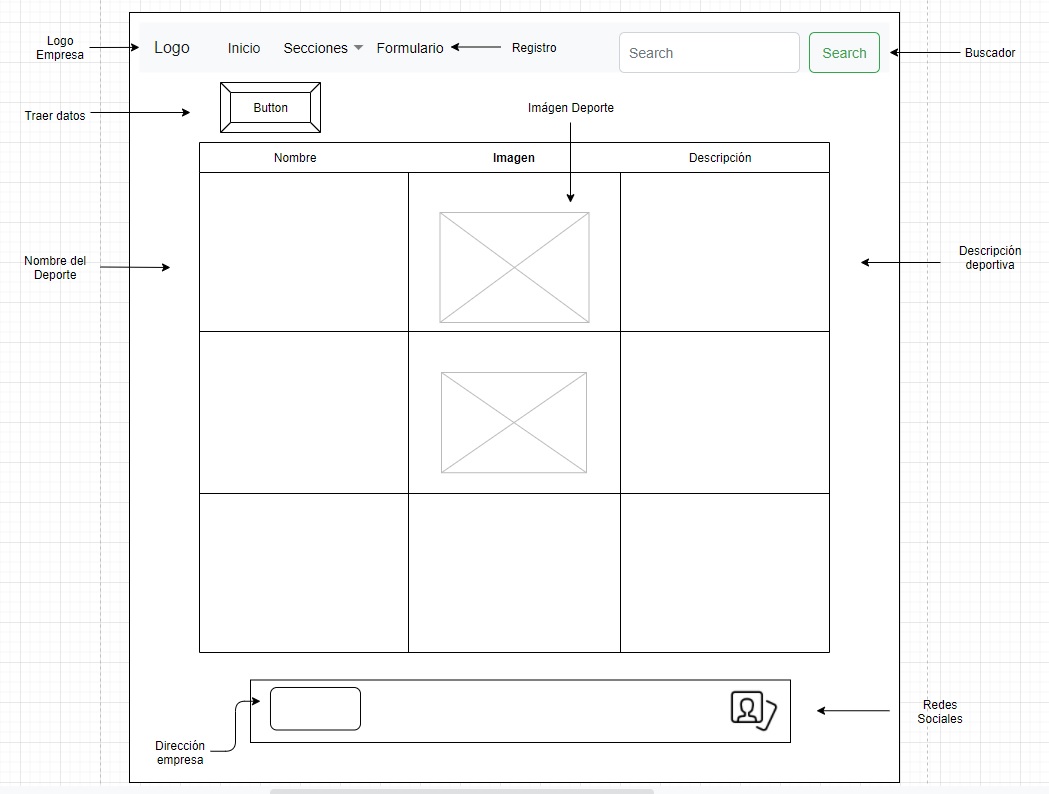 Logo
Empresa
Logo
Inicio
Secciones
Formulario
Registro
Search
Search
Buscador
Traer datos
Button
Imágen Deporte
Nombre
Imagen
Descripción
Nombre del
Deporte
Descripción
deportiva
Redes
Sociales
Dirección
empresa